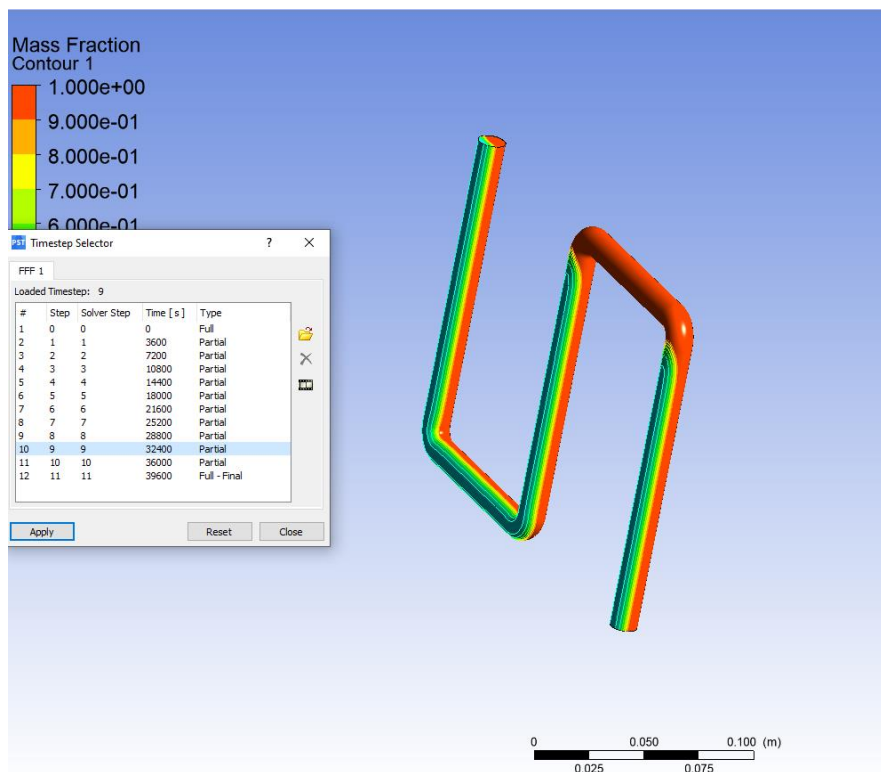 Mass Fraction
Contour 1
1.000e+00
9.000e-01
8.000e-01
7.000e-01
6.000e-01
PST Timestep Selector ? ×
FFF 1
Loaded Timestep: 9
# Step Solver Step Time [ s ] Type
1 0 0 0 Full
2 1 1 3600 Partial
3 2 2 7200 Partial
4 3 3 10800 Partial
5 4 4 14400 Partial
6 5 5 18000 Partial
7 6 6 21600 Partial
8 7 7 25200 Partial
9 8 8 28800 Partial
10 9 9 32400 Partial
11 10 10 36000 Partial
12 11 11 39600 Full - Final
Apply Reset Close
0 0.050 0.100 (m)
0.025 0.075